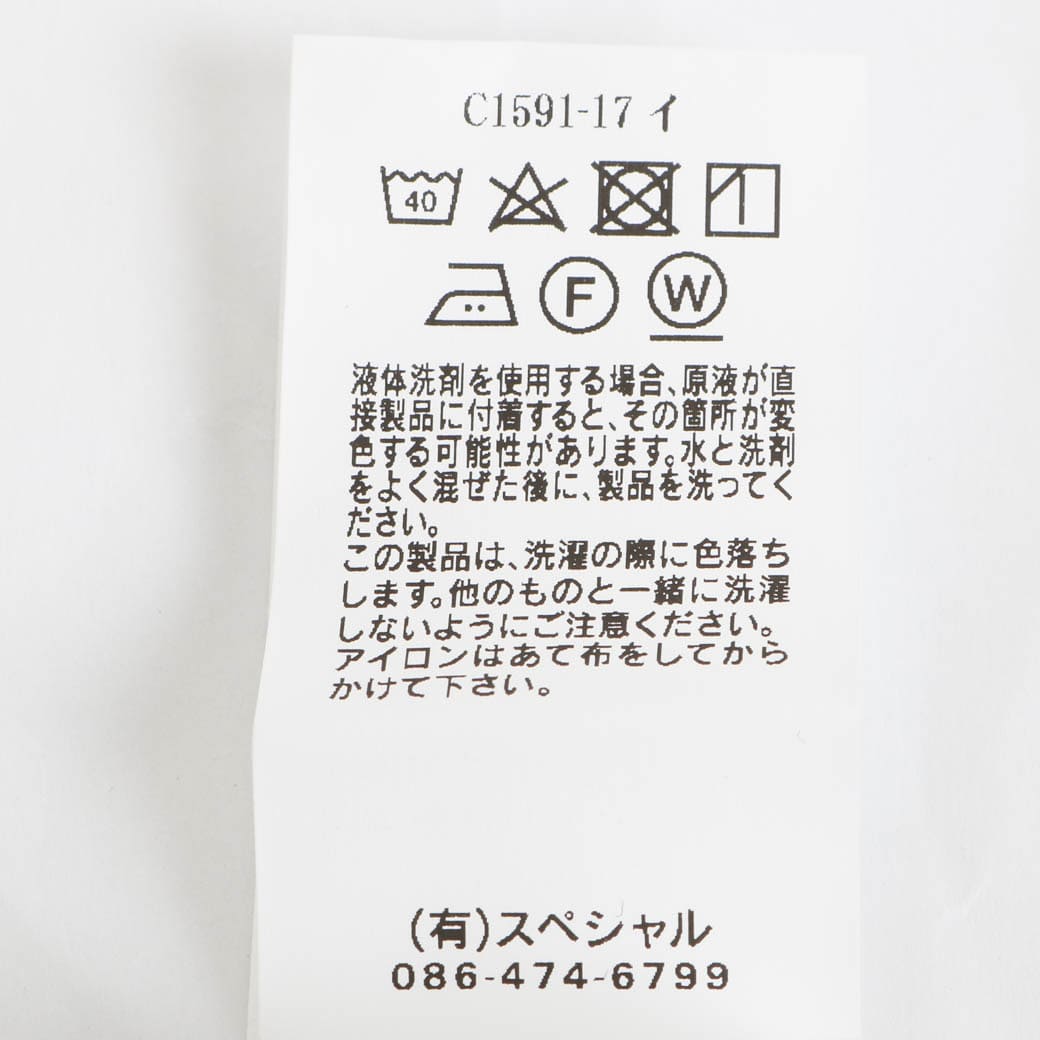 C1591-17 イ
40
F W
液体洗剤を使用する場合、原液が直
接製品に付着すると、その箇所が変
色する可能性があります。水と洗剤
をよく混ぜた後に、製品を洗ってく
ださい。
この製品は、洗濯の際に色落ち
します。他のものと一緒に洗濯
しないようにご注意ください。
アイロンはあて布をしてから
かけて下さい。
(有)スペシャル
086-474-6799